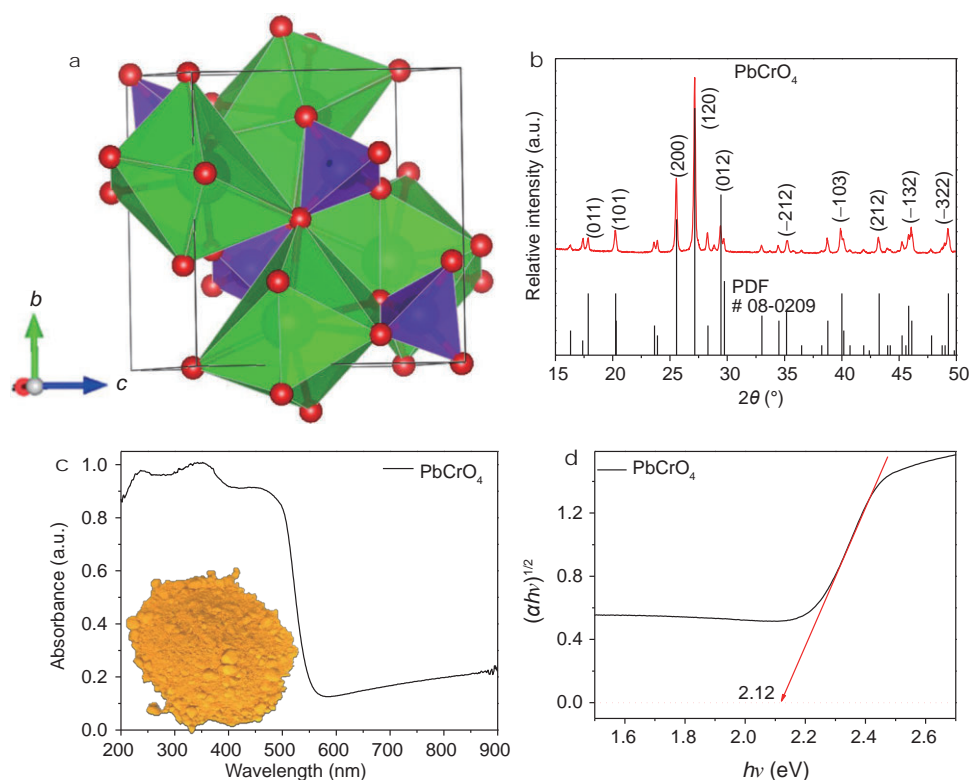 a
b
c
b
PbCrO4
Relative intensity (a.u.)
(011)
(101)
(200)
(120)
(012)
(−212)
(−103)
(212)
(−132)
(−322)
PDF
# 08-0209
15 20 25 30 35 40 45 50
2θ (°)
c
PbCrO4
Absorbance (a.u.)
1.0
0.8
0.6
0.4
0.2
0.0
200 300 400 500 600 700 800 900
Wavelength (nm)
d
PbCrO4
(αhν)1/2
1.2
0.6
0.0
2.12
1.6 1.8 2.0 2.2 2.4 2.6
hν (eV)